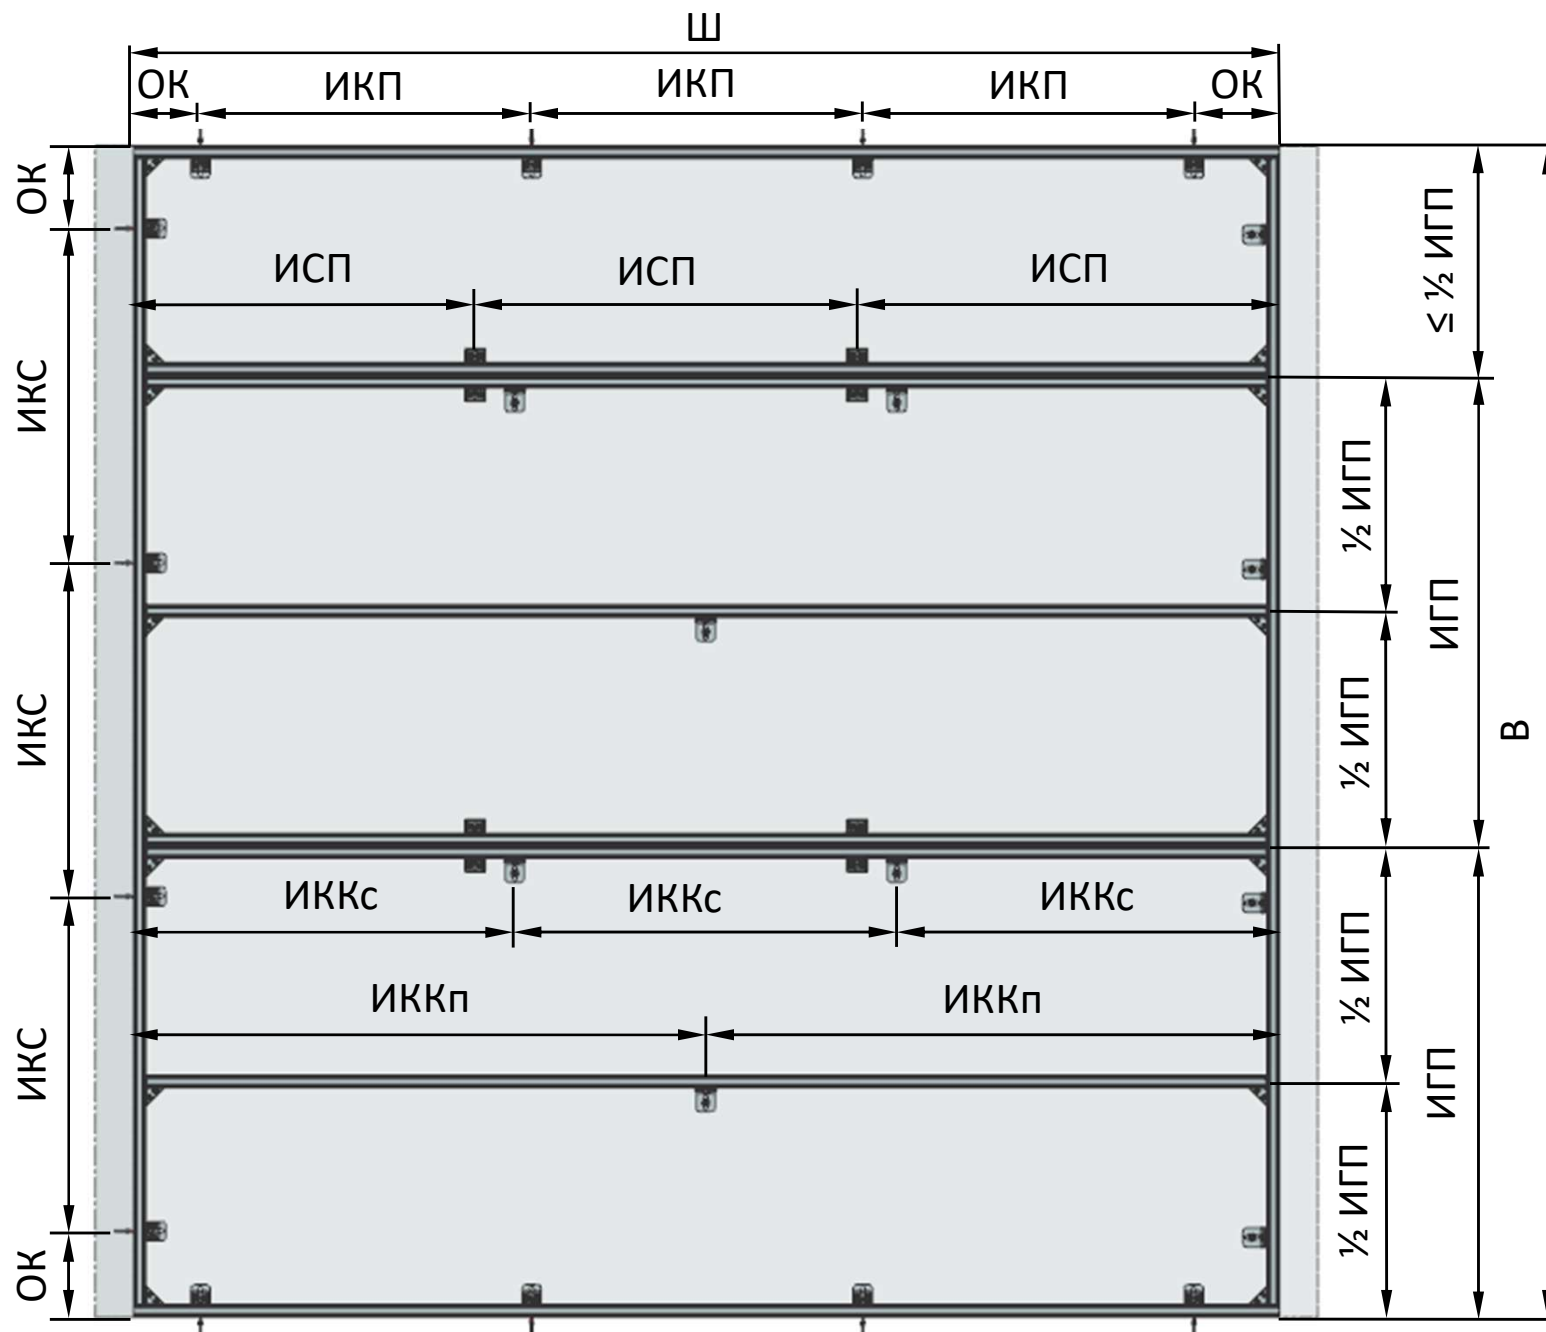 Ш
ОК ИКП ИКП ИКП ОК
ОК
≤ ½ ИГП
ИСП ИСП ИСП
ИКС
½ ИГП
ИГП
ИКС
½ ИГП
В
ИККс ИККс ИККс
½ ИГП
ИККп ИККп
ИКС
ИГП
½ ИГП
ОК